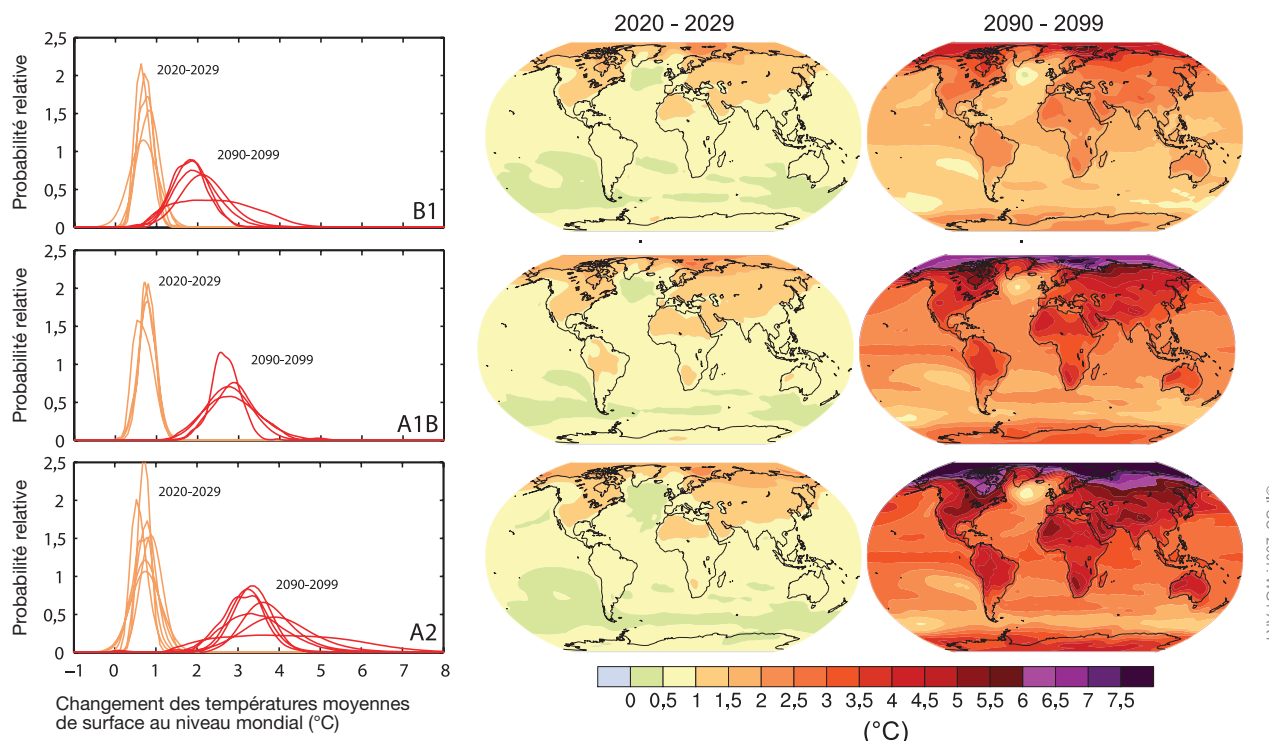 2020 - 2029
2090 - 2099
Probabilité relative
2,5
2
1,5
1
0,5
0
2020-2029
2090-2099
B1
Probabilité relative
2,5
2
1,5
1
0,5
0
2020-2029
2090-2099
A1B
Probabilité relative
2,5
2
1,5
1
0,5
0
2020-2029
2090-2099
A2
−1 0 1 2 3 4 5 6 7 8
Changement des températures moyennes
de surface au niveau mondial (°C)
0 0,5 1 1,5 2 2,5 3 3,5 4 4,5 5 5,5 6 6,5 7 7,5
(°C)